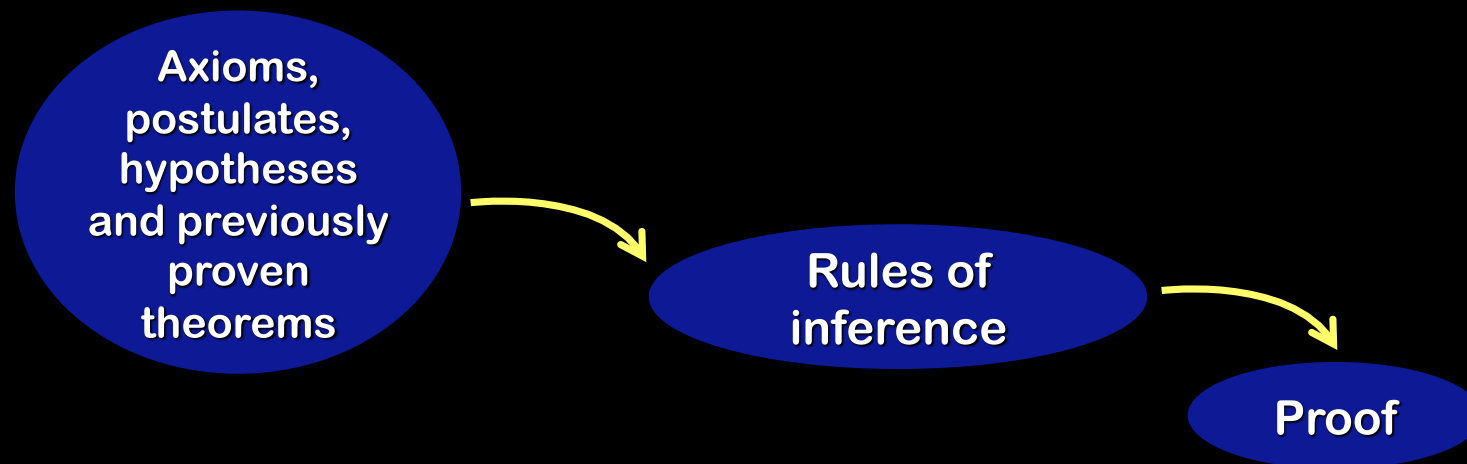 Axioms,
postulates,
hypotheses
and previously
proven
theorems
Rules of
inference
Proof